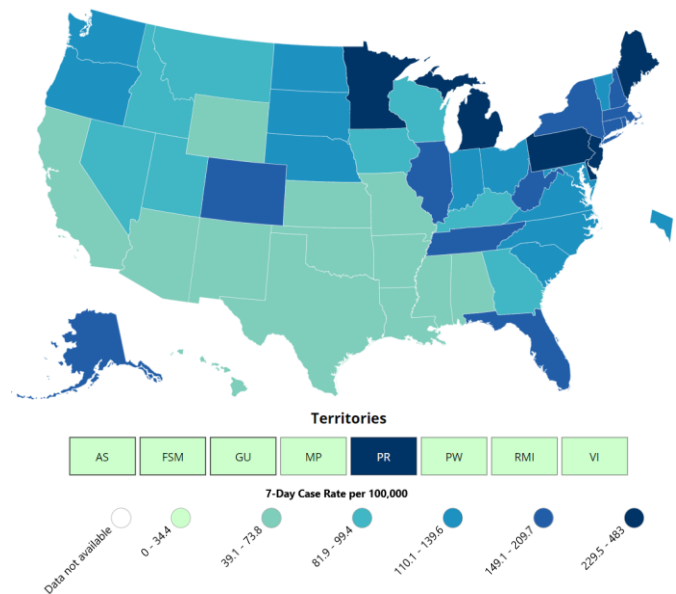 Territories
AS FSM GU MP PR PW RMI VI
7-Day Case Rate per 100,000
Data not available 0 - 34.4 39.1 - 73.8 81.9 - 99.4 110.1 - 139.6 149.1 - 209.7 229.5 - 483